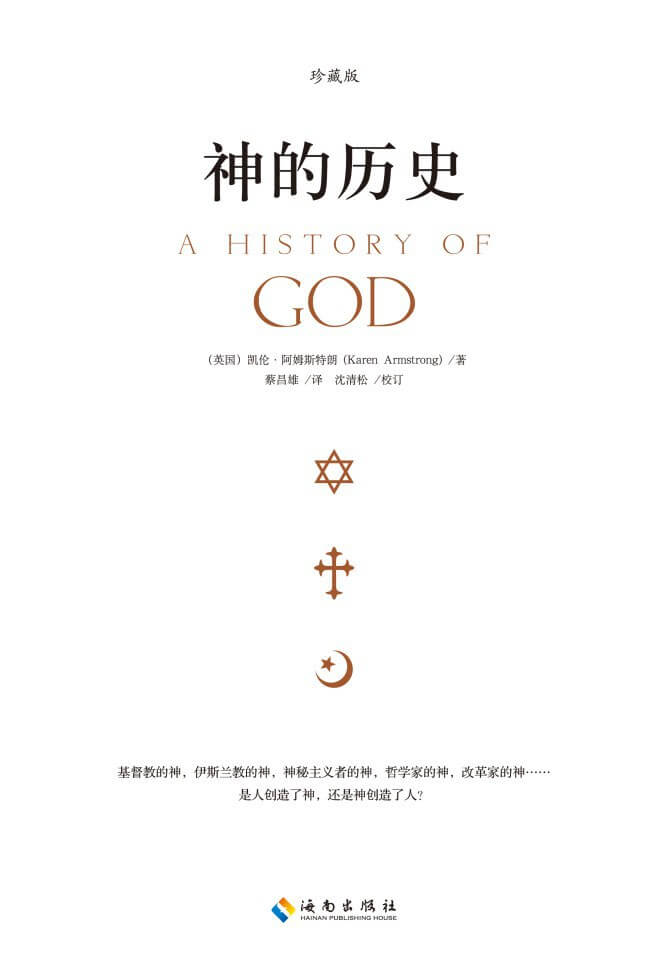 珍藏版
神的历史
A HISTORY OF
GOD
（英国）凯伦·阿姆斯特朗（Karen Armstrong）/著
蔡昌雄 /译 沈清松 /校订
基督教的神，伊斯兰教的神，神秘主义者的神，哲学家的神，改革家的神……
是人创造了神，还是神创造了人？
海南出版社
HAINAN PUBLISHING HOUSE